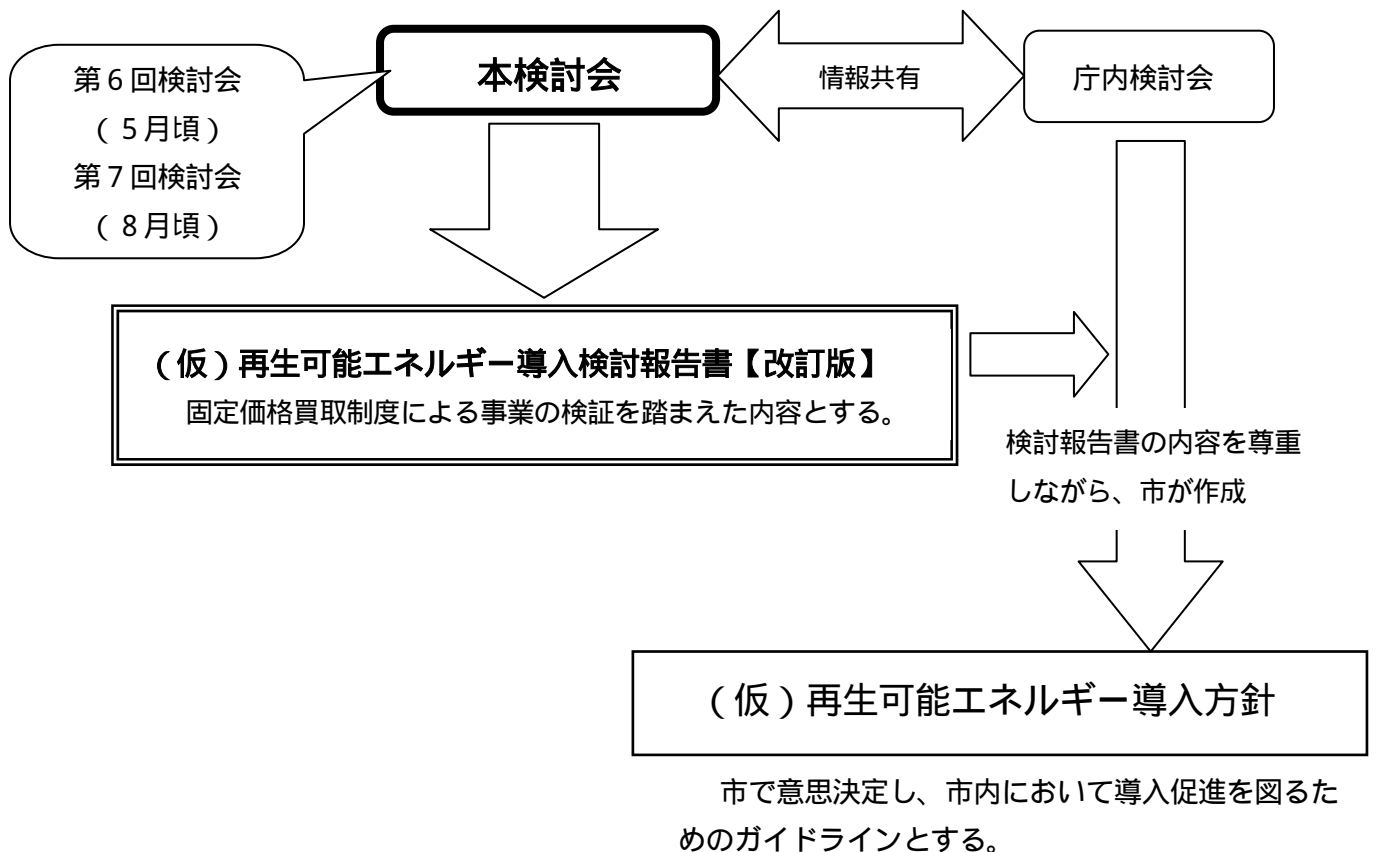 第６回検討会
（５月頃）
第７回検討会
（８月頃）
本検討会
情報共有
庁内検討会
（仮）再生可能エネルギー導入検討報告書【改訂版】
固定価格買取制度による事業の検証を踏まえた内容とする。
検討報告書の内容を尊重
しながら、市が作成
（仮）再生可能エネルギー導入方針
市で意思決定し、市内において導入促進を図るた
めのガイドラインとする。